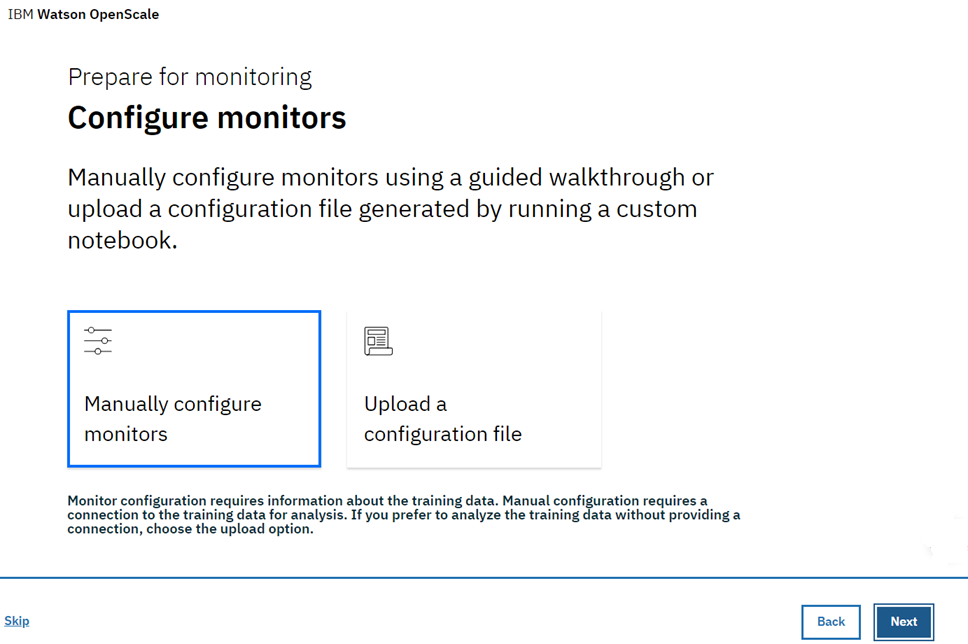 IBM Watson OpenScale
Prepare for monitoring
Configure monitors
Manually configure monitors using a guided walkthrough or
upload a configuration file generated by running a custom
notebook.
Manually configure
monitors
Upload a
configuration file
Monitor configuration requires information about the training data. Manual configuration requires a
connection to the training data for analysis. If you prefer to analyze the training data without providing a
connection, choose the upload option.
Skip
Back
Next